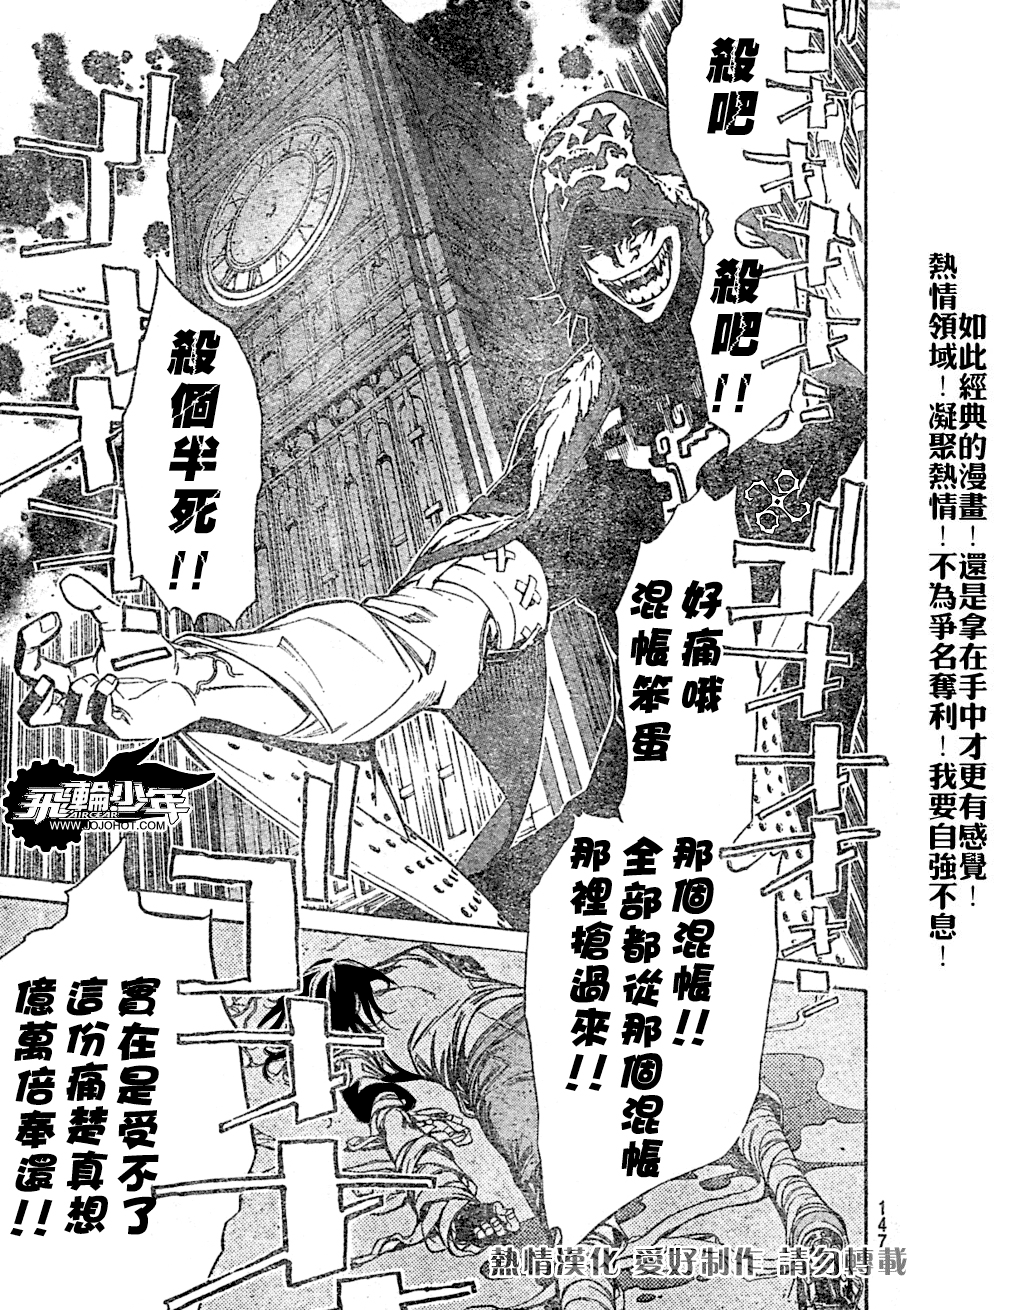 殺吧
殺吧!!
殺個半死!!
好痛哦
混帳笨蛋
那個混帳!!
全部都從那個混帳
那裡搶過來!!
實在是受不了
這份痛楚真想
億萬倍奉還!!
如此經典的漫畫！還是拿在手中才更有感覺！
熱情領域！凝聚熱情！不為爭名奪利！我要自強不息！
飛輪少年
AIRGEAR
WWW.JOJOHOT.COM
147
熱情漢化 愛好制作 請勿轉載